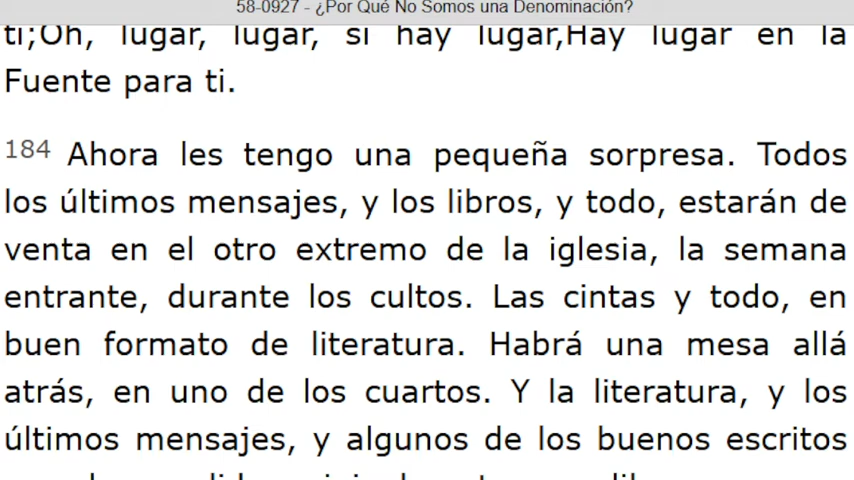 58-0927 - ¿Por Qué No Somos una Denominación?
ti;Oh, lugar, lugar, sí hay lugar,Hay lugar en la
Fuente para ti.
184 Ahora les tengo una pequeña sorpresa. Todos
los últimos mensajes, y los libros, y todo, estarán de
venta en el otro extremo de la iglesia, la semana
entrante, durante los cultos. Las cintas y todo, en
buen formato de literatura. Habrá una mesa allá
atrás, en uno de los cuartos. Y la literatura, y los
últimos mensajes, y algunos de los buenos escritos